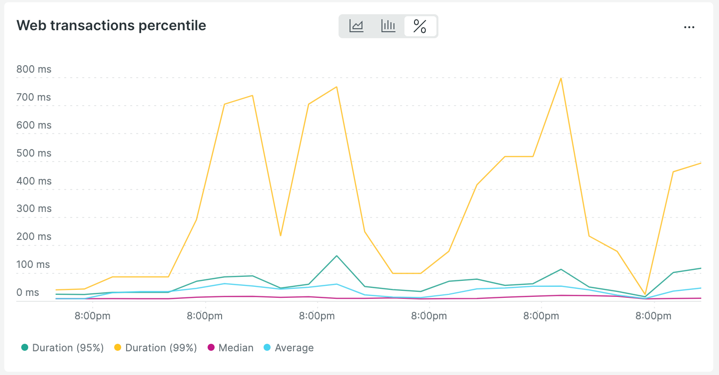 Web transactions percentile
%
...
800 ms
700 ms
600 ms
500 ms
400 ms
300 ms
200 ms
100 ms
0 ms
8:00pm 8:00pm 8:00pm 8:00pm 8:00pm 8:00pm
Duration (95%) Duration (99%) Median Average